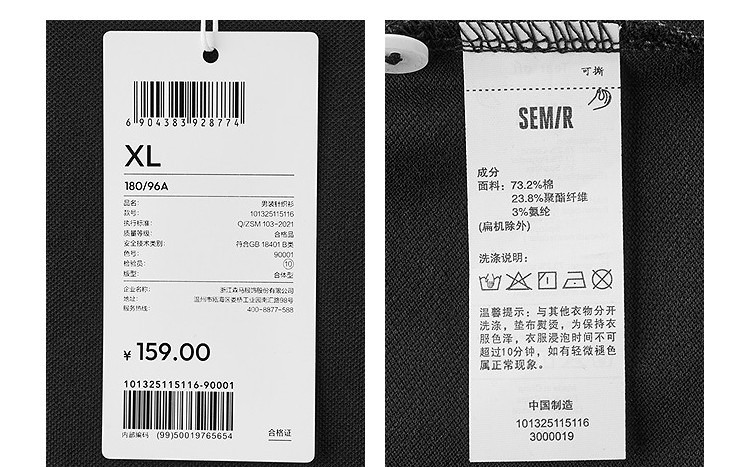 6 904383 928774
XL
180/96A
品名: 男装针织衫
款号: 101325115116
执行标准: Q/ZSM 103-2021
质量等级: 合格品
安全技术类别: 符合GB 18401 B类
色号: 90001
检验员: 10
版型: 合体型
企业名称: 浙江森马服饰股份有限公司
地址: 温州市瓯海区娄桥工业园南汇路98号
服务热线: 400-8877-588
¥ 159.00
101325115116-90001
内部编码 (99)50019765654
合格证
可撕
SEM/R
成分
面料: 73.2%棉
23.8%聚酯纤维
3%氨纶
(扁机除外)
洗涤说明:
温馨提示: 与其他衣物分开
洗涤, 垫布熨烫, 为保持衣
服色泽, 衣服浸泡时间不可
超过10分钟, 如有轻微褪色
属正常现象。
中国制造
101325115116
3000019